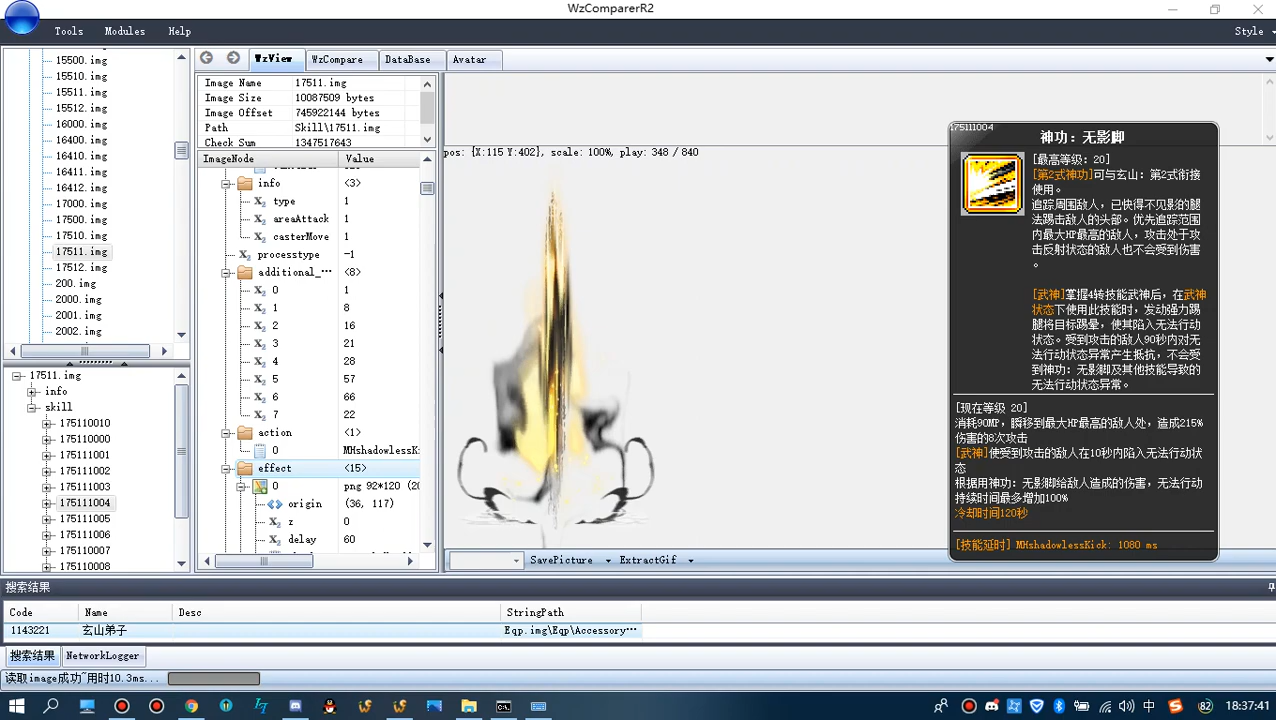 WzComparerR2
Tools Modules Help
Style
15500.img
15510.img
15511.img
15512.img
16000.img
16400.img
16410.img
16411.img
16412.img
17000.img
17500.img
17510.img
17511.img
17512.img
200.img
2000.img
2001.img
2002.img
17511.img
info
skill
175110010
175110000
175111001
175111002
175111003
175111004
175111005
175111006
175110007
175110008
WzView WzCompare DataBase Avatar
Image Name 17511.img
Image Size 10087509 bytes
Image Offset 745922144 bytes
Path Skill\17511.img
Check Sum 1347517643
ImageNode Value
info <3>
type 1
areaAttack 1
casterMove 1
processtype -1
additional_··· <8>
0 1
1 8
2 16
3 21
4 28
5 57
6 66
7 22
action <1>
0 MHshadowlessK
effect <15>
0 png 92*120 (20
origin (36, 117)
z 0
delay 60
pos: {X:115 Y:402}, scale: 100%, play: 348 / 840
175111004
神功：无影脚
[最高等级：20]
[第2式神功]可与玄山：第2式衔接
使用。
追踪周围敌人，已快得不见影的腿
法踢击敌人的头部。优先追踪范围
内最大HP最高的敌人，攻击处于攻
击反射状态的敌人也不会受到伤害
。
[武神]掌握4转技能武神后，在武神
状态下使用此技能时，发动强力踢
腿将目标踢晕，使其陷入无法行动
状态。受到攻击的敌人90秒内对无
法行动状态异常产生抵抗，不会受
到神功：无影脚及其他技能导致的
无法行动状态异常。
[现在等级 20]
消耗90MP，瞬移到最大HP最高的敌人处，造成215%
伤害的8次攻击
[武神]使受到攻击的敌人在10秒内陷入无法行动状
态
根据用神功：无影脚给敌人造成的伤害，无法行动
持续时间最多增加100%
冷却时间120秒
[技能延时] MHshadowlessKick: 1080 ms
SavePicture ExtractGif
搜索结果
Code Name Desc StringPath
1143221 玄山弟子 Eqp.img\Eqp\Accessory···
搜索结果 NetworkLogger
读取image成功~用时10.3ms...
中 82 18:37:41